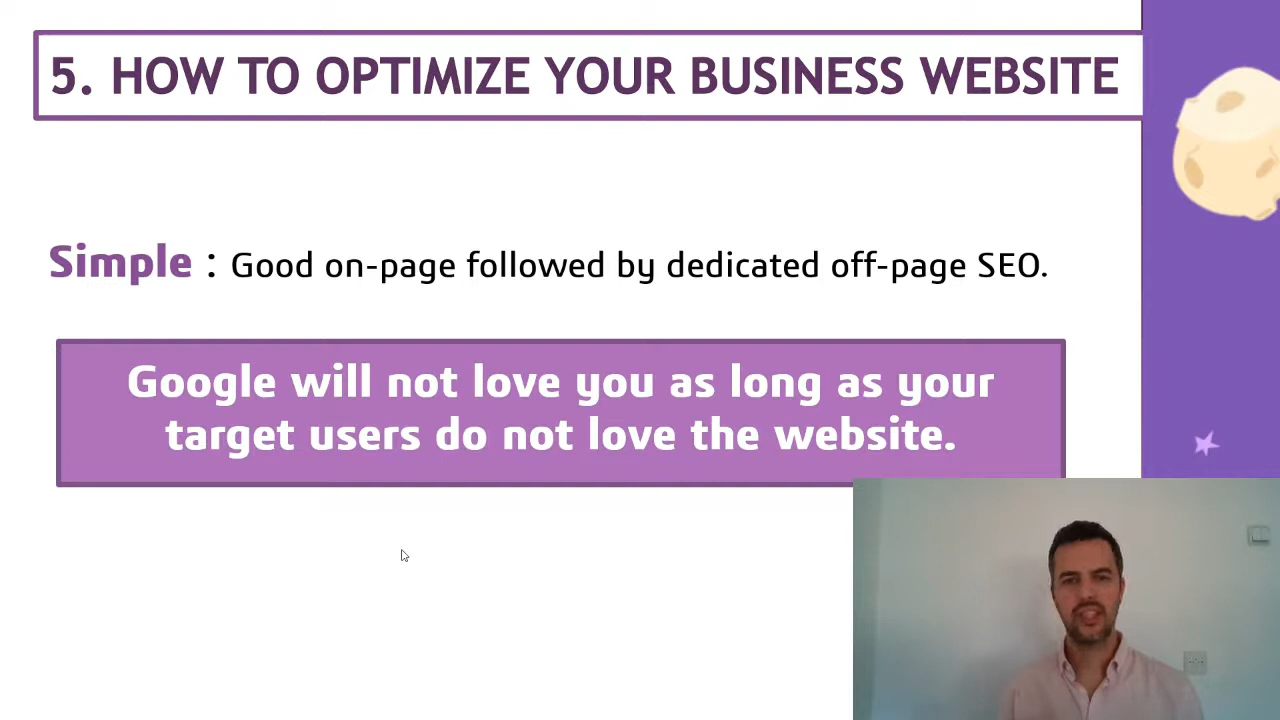 5. HOW TO OPTIMIZE YOUR BUSINESS WEBSITE
Simple : Good on-page followed by dedicated off-page SEO.
Google will not love you as long as your
target users do not love the website.